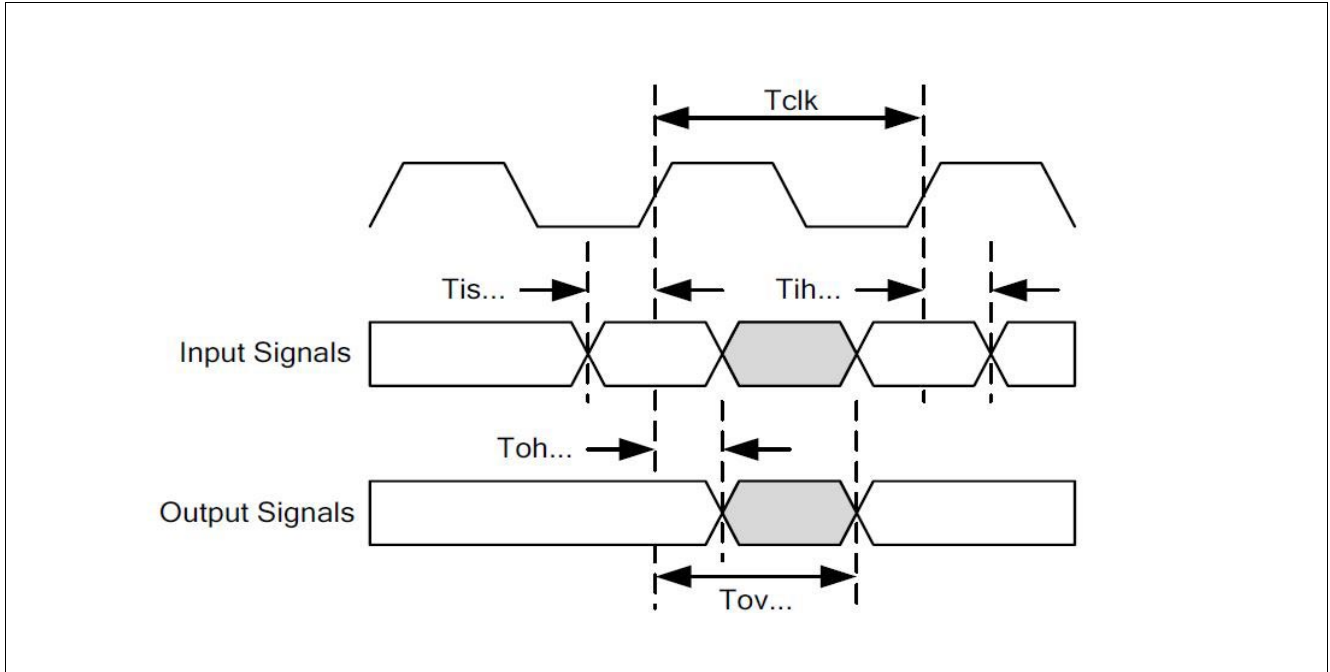 Tclk
Tis...
Tih...
Input Signals
Toh...
Output Signals
Tov...